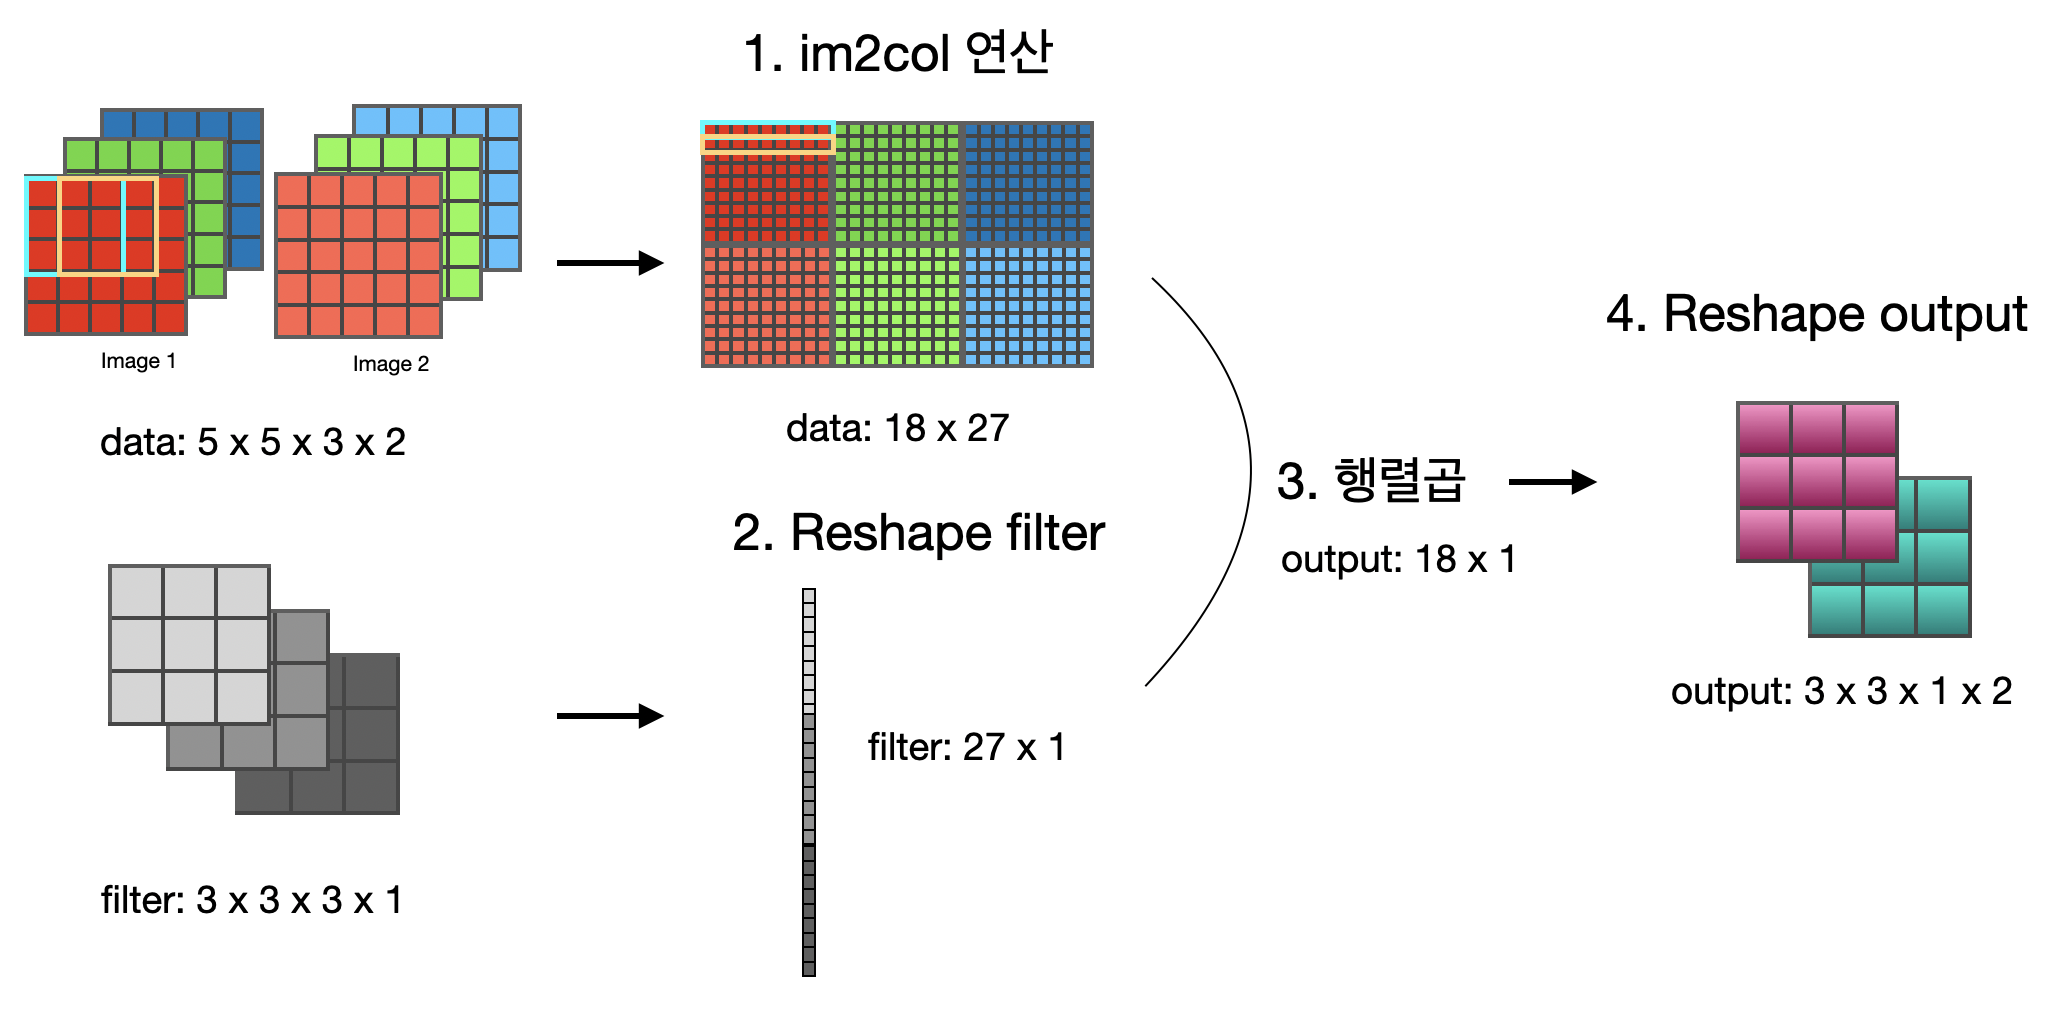 1. im2col 연산
Image 1
Image 2
data: 5 x 5 x 3 x 2
data: 18 x 27
2. Reshape filter
filter: 3 x 3 x 3 x 1
filter: 27 x 1
3. 행렬곱
output: 18 x 1
4. Reshape output
output: 3 x 3 x 1 x 2